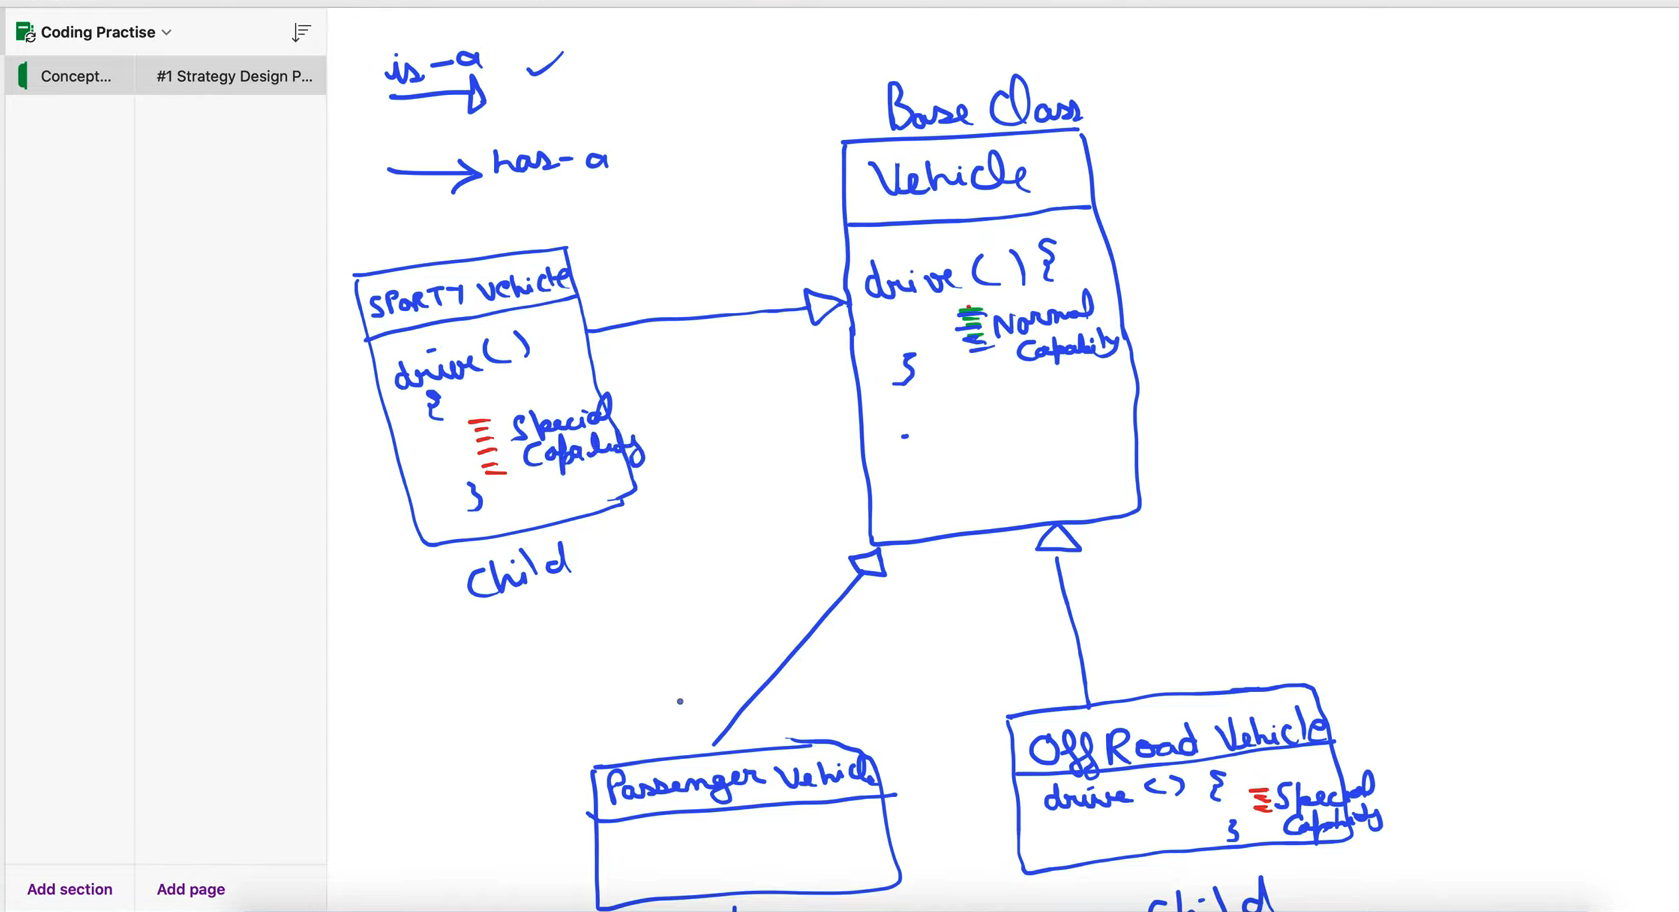 Coding Practise
Concept...
#1 Strategy Design P...
is-a
has-a
Base Class
Vehicle
drive ( ) {
Normal
Capability
}
SPORTY Vehicle
drive ( )
{
Special
Capability
}
Child
Passenger Vehicle
Off Road Vehicle
drive ( ) {
Special
Capability
}
Child
Add section
Add page